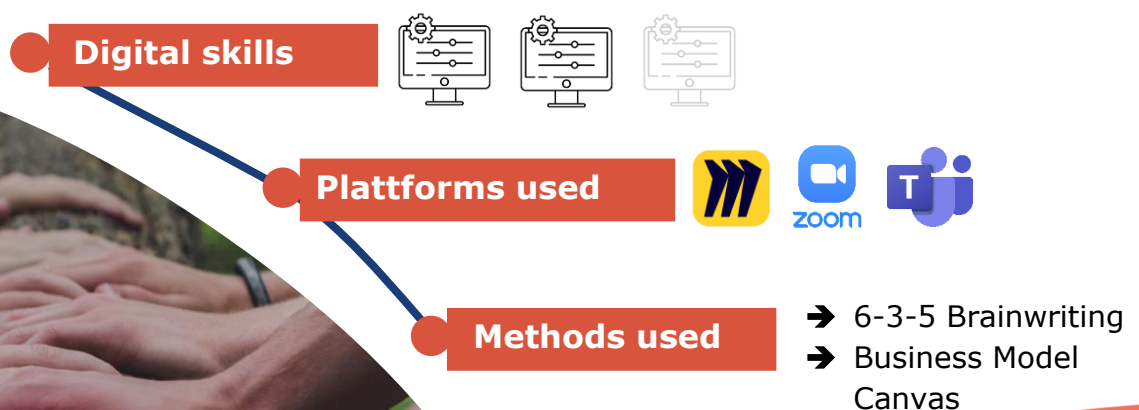 Digital skills
Plattforms used
zoom
T
Methods used
➔ 6-3-5 Brainwriting
➔ Business Model
Canvas